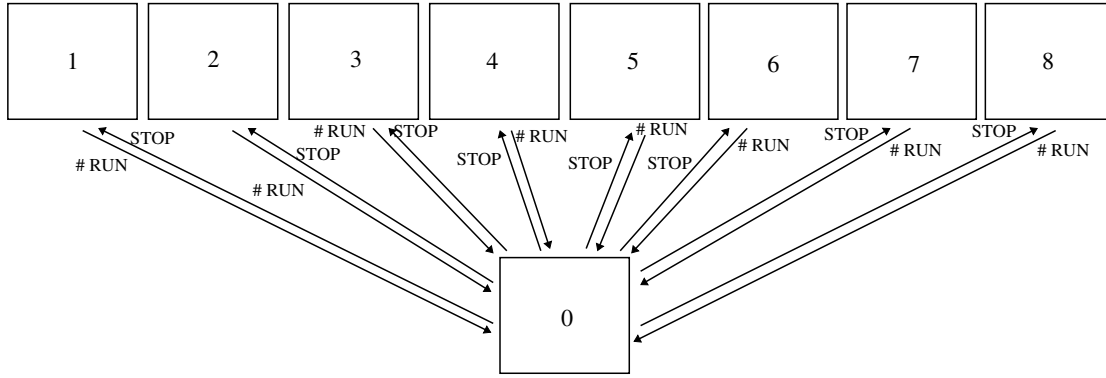 1 2 3 4 5 6 7 8
# RUN STOP # RUN # RUN
STOP STOP STOP
# RUN STOP STOP STOP STOP # RUN # RUN # RUN
# RUN
0